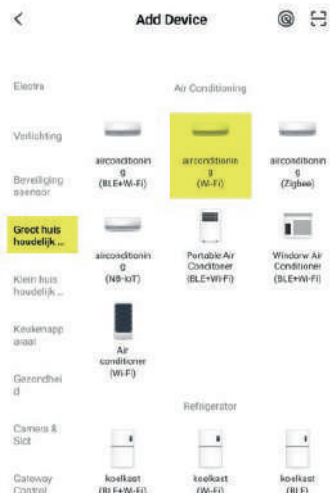 Add Device
Electra
Air Conditioning
Verlichting
airconditionin
g
(BLE+Wi-Fi)
airconditionin
g
(Wi-Fi)
airconditionin
g
(Zigbee)
Beveiliging
sensor
Groot huis
houdelijk ...
airconditionin
g
(NB-IoT)
Portable Air
Conditioner
(BLE+Wi-Fi)
Window Air
Conditioner
(BLE+Wi-Fi)
Klein huis
houdelijk ...
Keukenapp
araat
Air
conditioner
(Wi-Fi)
Gezondhei
d
Refrigerator
Camera &
Slot
Gateway
Control
koelkast
(BLE+Wi-Fi)
koelkast
(Wi-Fi)
koelkast
(BLE)